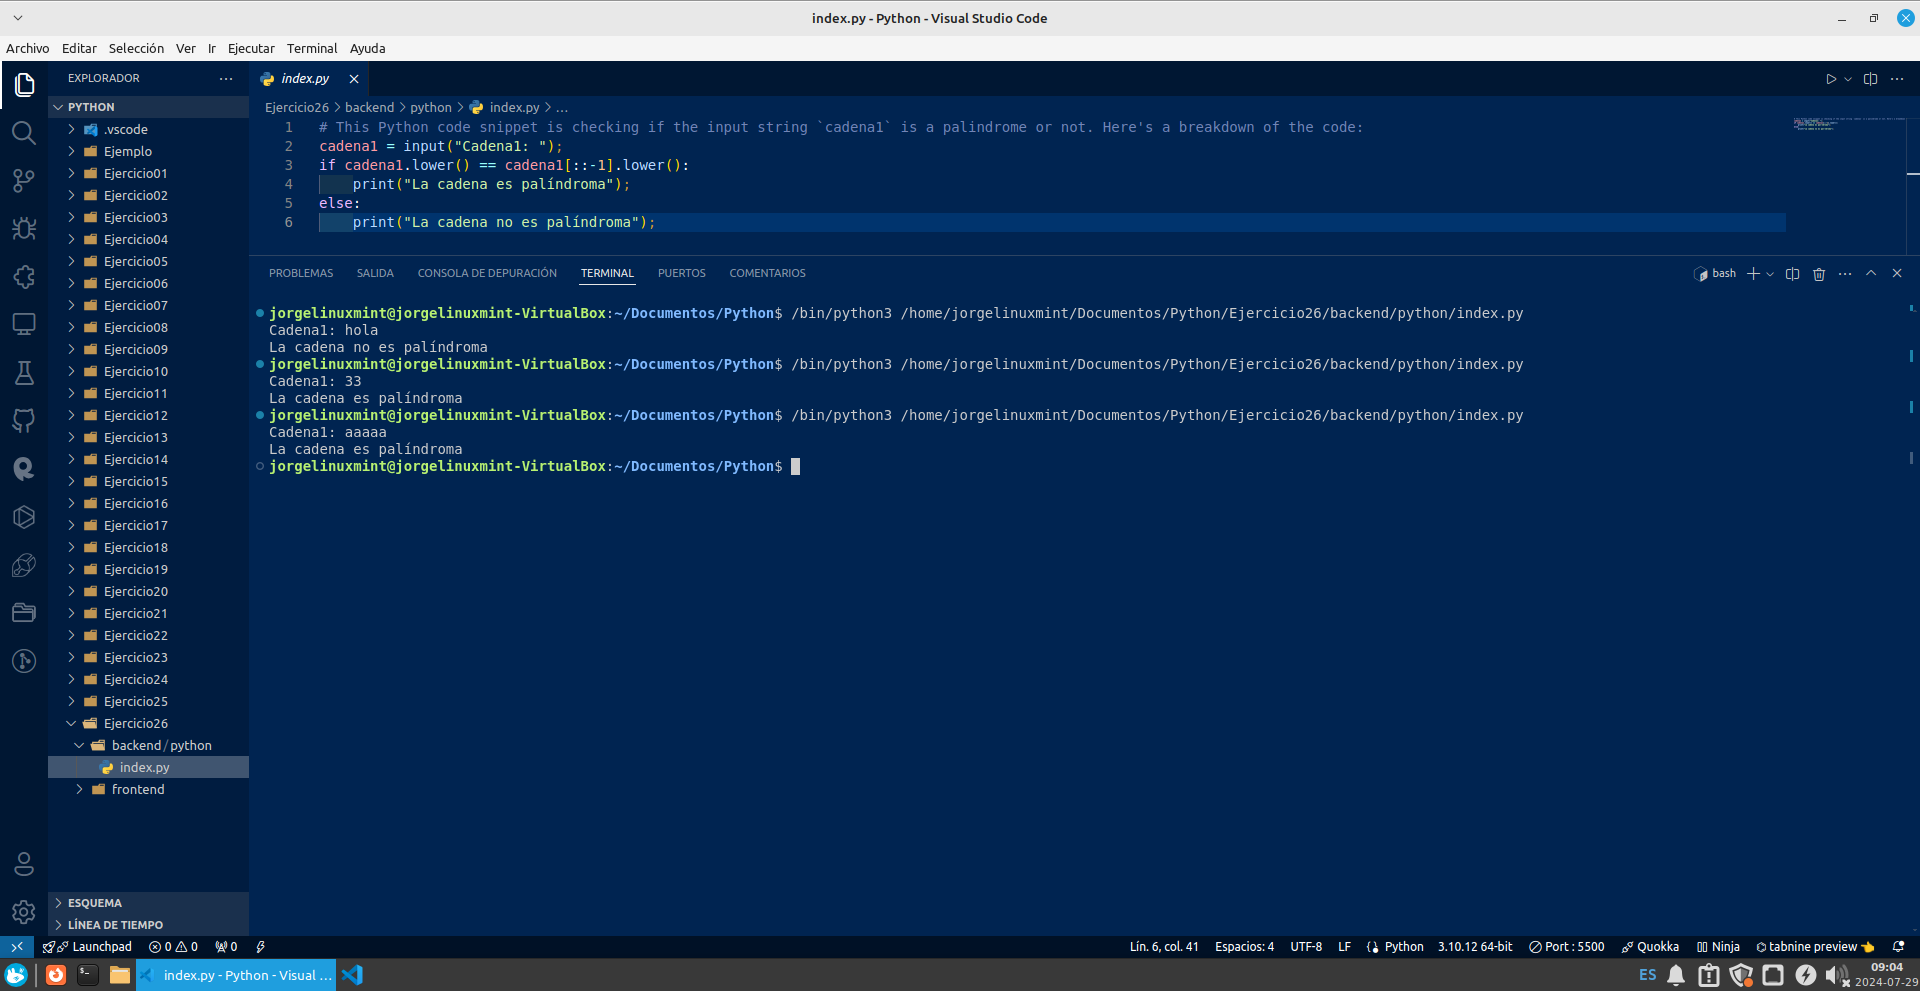 index.py - Python - Visual Studio Code
Archivo Editar Selección Ver Ir Ejecutar Terminal Ayuda
EXPLORADOR
PYTHON
.vscode
Ejemplo
Ejercicio01
Ejercicio02
Ejercicio03
Ejercicio04
Ejercicio05
Ejercicio06
Ejercicio07
Ejercicio08
Ejercicio09
Ejercicio10
Ejercicio11
Ejercicio12
Ejercicio13
Ejercicio14
Ejercicio15
Ejercicio16
Ejercicio17
Ejercicio18
Ejercicio19
Ejercicio20
Ejercicio21
Ejercicio22
Ejercicio23
Ejercicio24
Ejercicio25
Ejercicio26
backend/python
index.py
frontend
ESQUEMA
LÍNEA DE TIEMPO
index.py
Ejercicio26 > backend > python > index.py > ...
1 # This Python code snippet is checking if the input string `cadena1` is a palindrome or not. Here's a breakdown of the code:
2 cadena1 = input("Cadena1: ");
3 if cadena1.lower() == cadena1[::-1].lower():
4     print("La cadena es palíndroma");
5 else:
6     print("La cadena no es palíndroma");
PROBLEMAS SALIDA CONSOLA DE DEPURACIÓN TERMINAL PUERTOS COMENTARIOS
bash
jorgelinuxmint@jorgelinuxmint-VirtualBox:~/Documentos/Python$ /bin/python3 /home/jorgelinuxmint/Documentos/Python/Ejercicio26/backend/python/index.py
Cadena1: hola
La cadena no es palíndroma
jorgelinuxmint@jorgelinuxmint-VirtualBox:~/Documentos/Python$ /bin/python3 /home/jorgelinuxmint/Documentos/Python/Ejercicio26/backend/python/index.py
Cadena1: 33
La cadena es palíndroma
jorgelinuxmint@jorgelinuxmint-VirtualBox:~/Documentos/Python$ /bin/python3 /home/jorgelinuxmint/Documentos/Python/Ejercicio26/backend/python/index.py
Cadena1: aaaaa
La cadena es palíndroma
jorgelinuxmint@jorgelinuxmint-VirtualBox:~/Documentos/Python$
Launchpad 0 0 0 Lín. 6, col. 41 Espacios: 4 UTF-8 LF Python 3.10.12 64-bit Port : 5500 Quokka Ninja tabnine preview
index.py - Python - Visual ... ES 09:04
2024-07-29